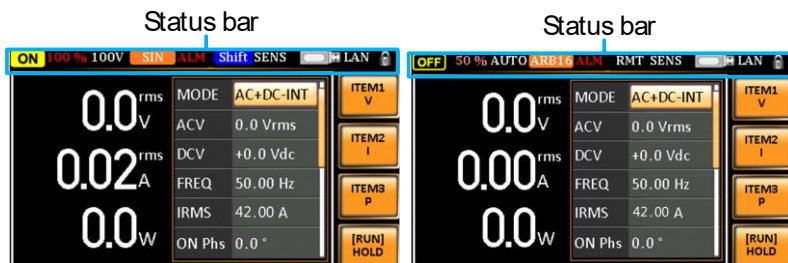 Status bar
Status bar
ON 100 % 100V SIN ALM Shift SENS LAN
0.0 rms V
0.02 rms A
0.0 W
MODE AC+DC-INT
ACV 0.0 Vrms
DCV +0.0 Vdc
FREQ 50.00 Hz
IRMS 42.00 A
ON Phs 0.0 °
ITEM1
V
ITEM2
I
ITEM3
P
[RUN]
HOLD
OFF 50 % AUTO ARB16 ALM RMT SENS LAN
0.0 rms V
0.00 rms A
0.0 W
MODE AC+DC-INT
ACV 0.0 Vrms
DCV +0.0 Vdc
FREQ 50.00 Hz
IRMS 42.00 A
ON Phs 0.0 °
ITEM1
V
ITEM2
I
ITEM3
P
[RUN]
HOLD